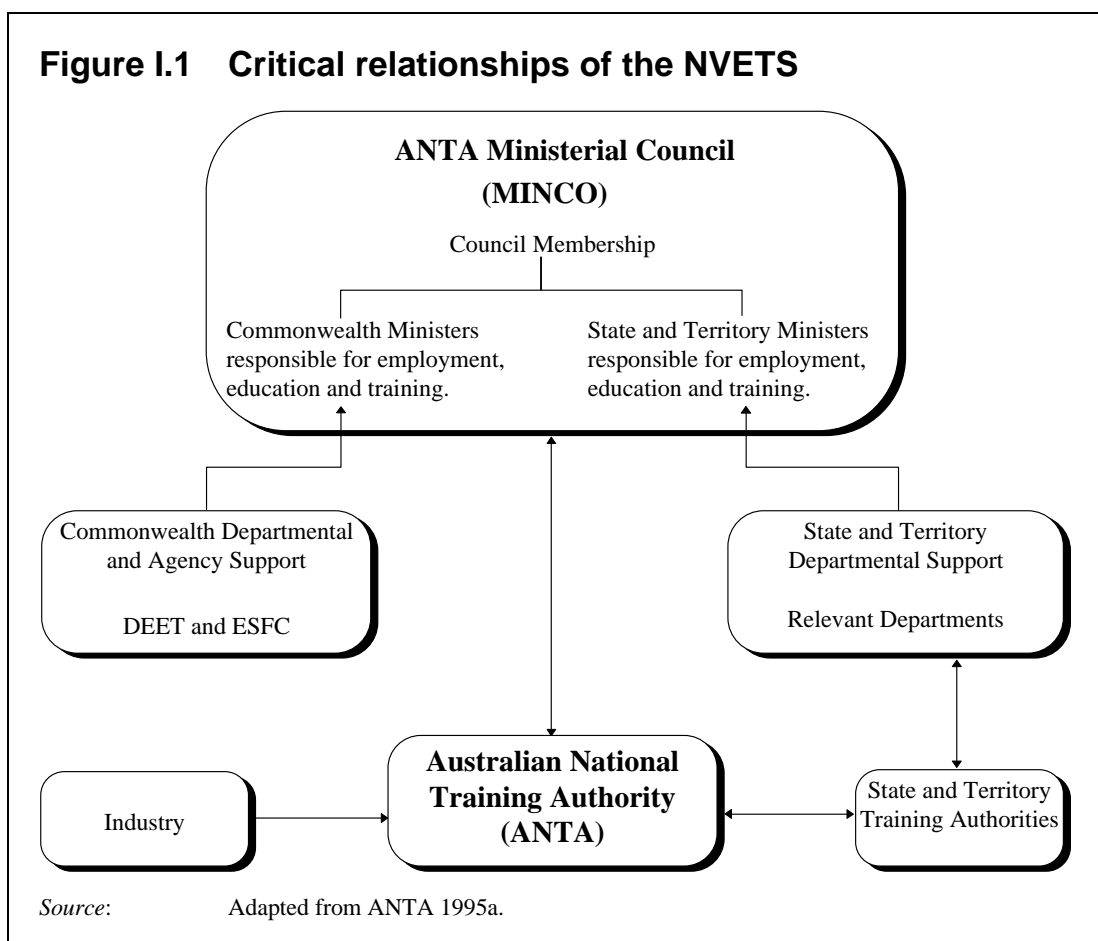 Figure I.1 Critical relationships of the NVETS
ANTA Ministerial Council
(MINCO)
Council Membership
Commonwealth Ministers
responsible for employment,
education and training.
State and Territory Ministers
responsible for employment,
education and training.
Commonwealth Departmental
and Agency Support
DEET and ESFC
State and Territory
Departmental Support
Relevant Departments
Industry
Australian National
Training Authority
(ANTA)
State and Territory
Training Authorities
Source: Adapted from ANTA 1995a.